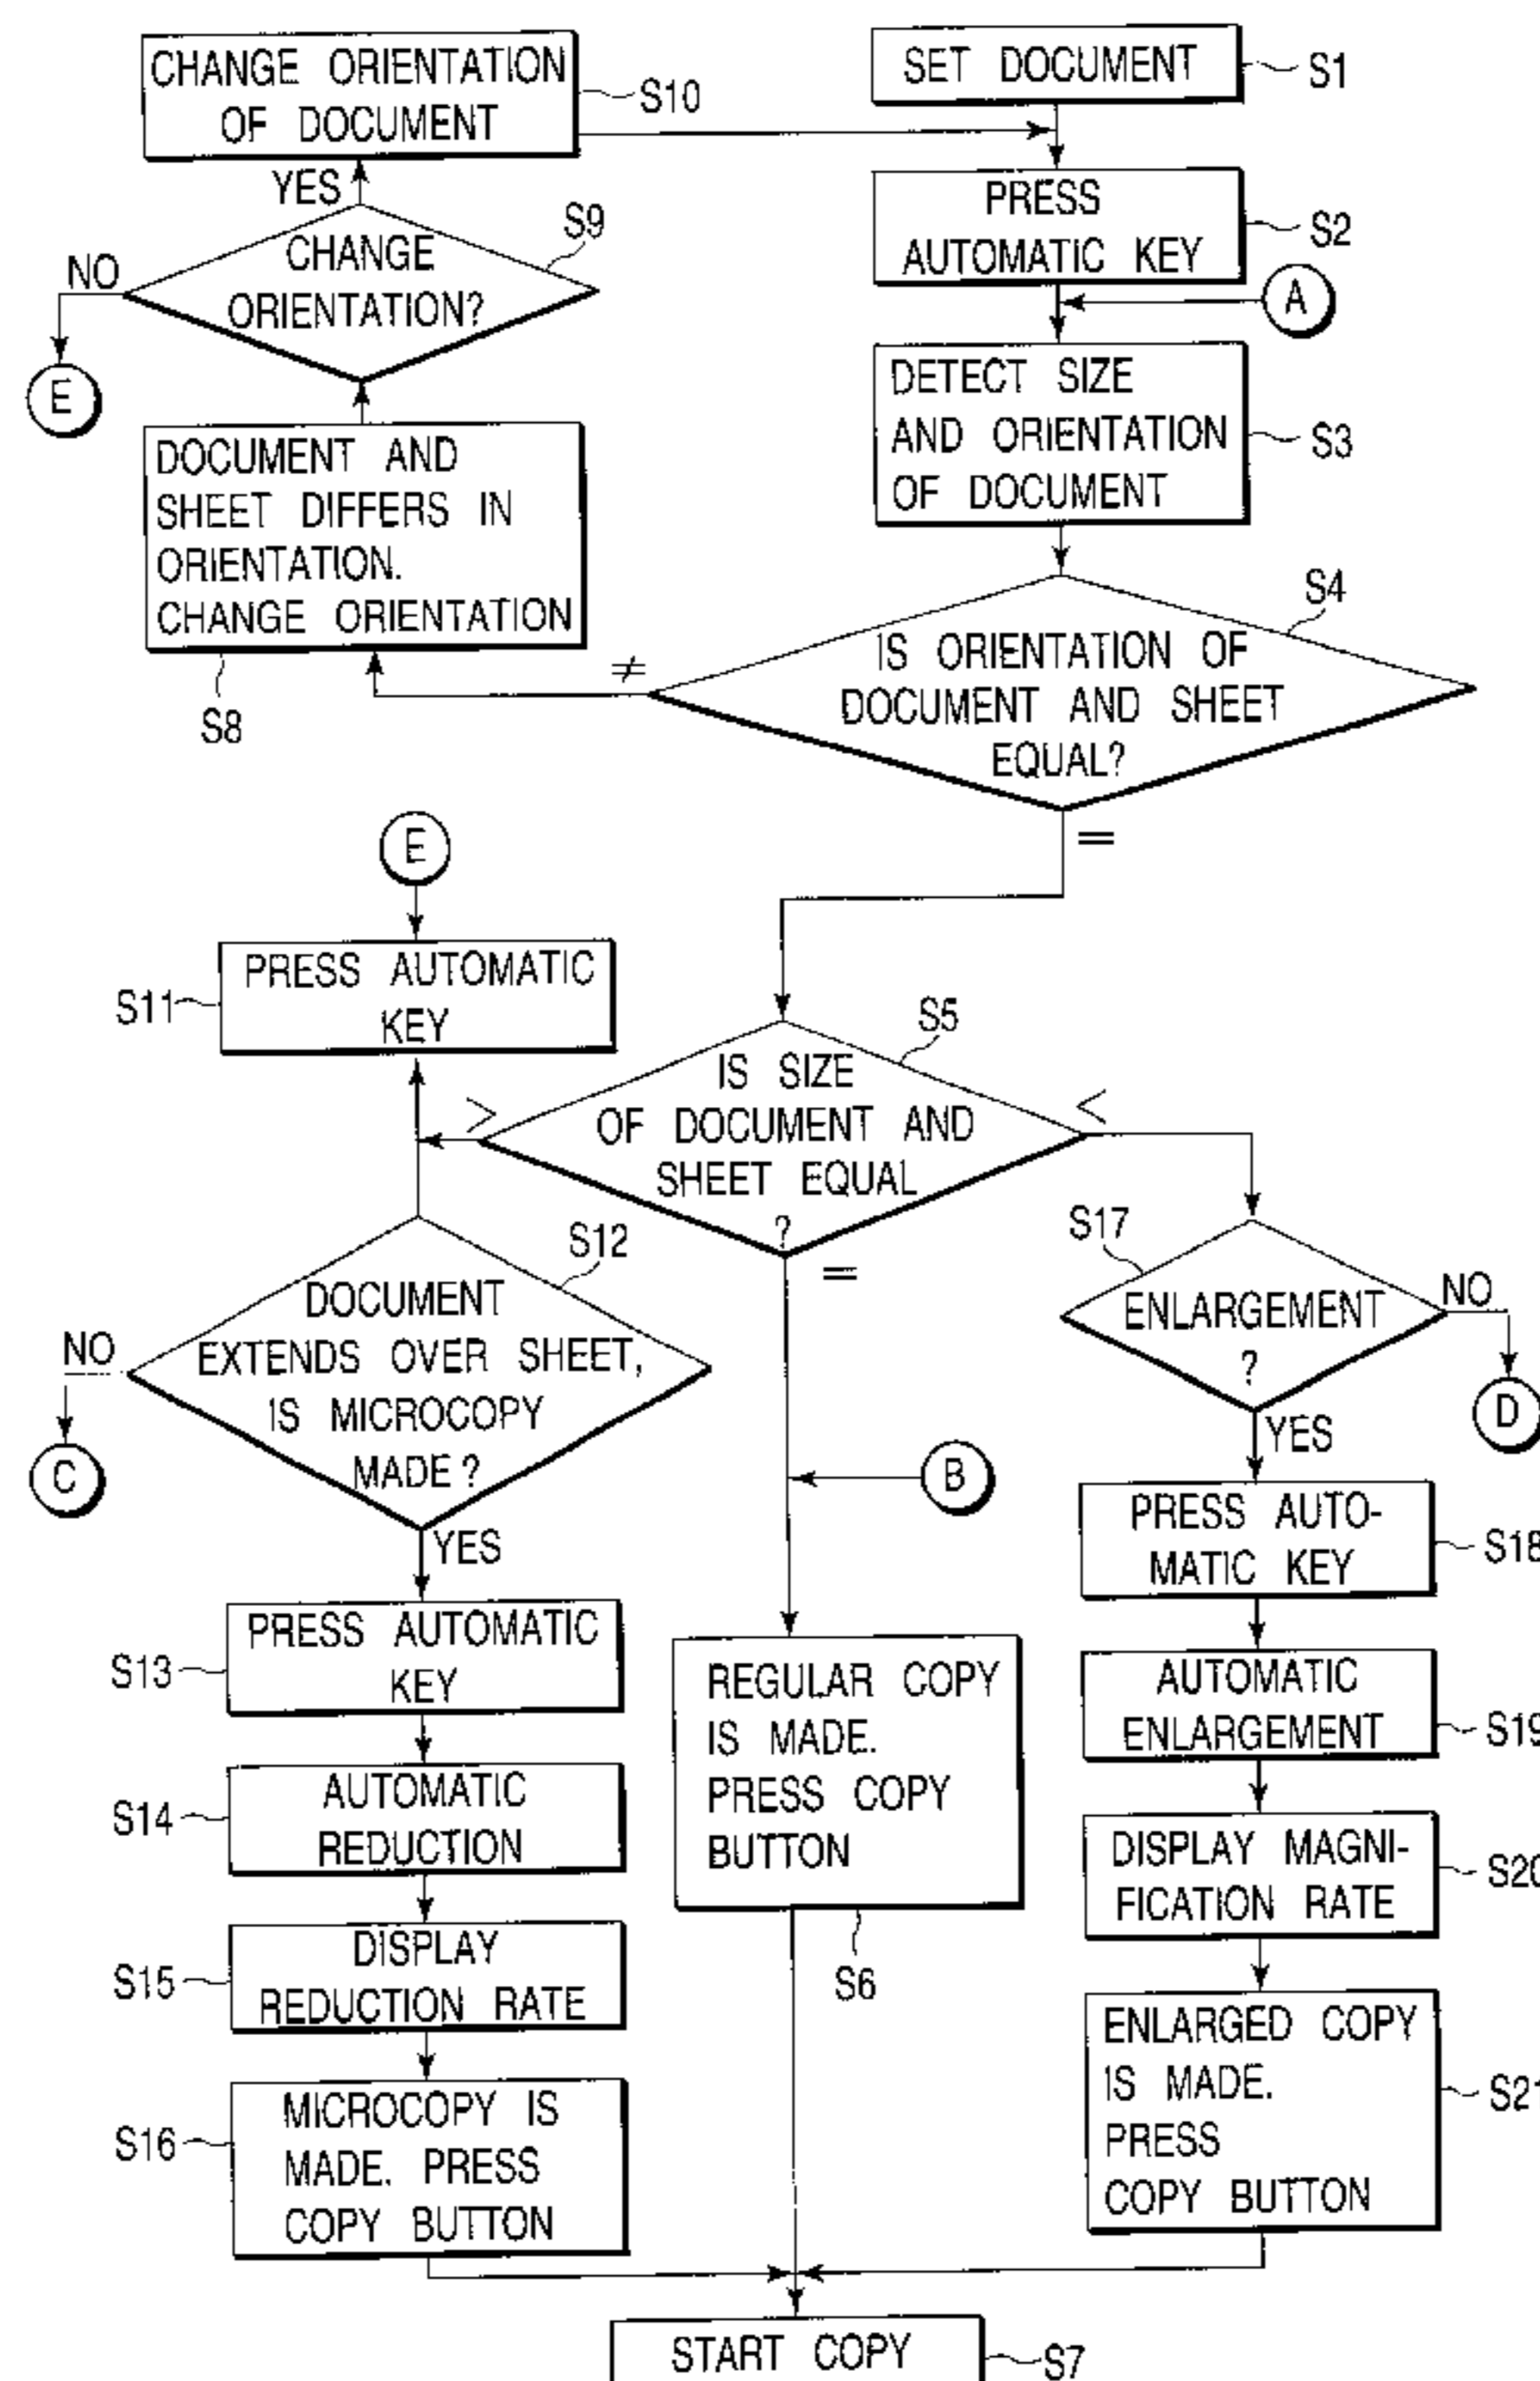 CHANGE ORIENTATION
OF DOCUMENT
S10
SET DOCUMENT
S1
YES
PRESS
AUTOMATIC KEY
S2
CHANGE
ORIENTATION?
S9
NO
A
E
DETECT SIZE
AND ORIENTATION
OF DOCUMENT
S3
DOCUMENT AND
SHEET DIFFERS IN
ORIENTATION.
CHANGE ORIENTATION
S8
≠
IS ORIENTATION OF
DOCUMENT AND SHEET
EQUAL?
S4
=
E
PRESS AUTOMATIC
KEY
S11
IS SIZE
OF DOCUMENT AND
SHEET EQUAL
?
S5
>
<
=
DOCUMENT
EXTENDS OVER SHEET,
IS MICROCOPY
MADE?
S12
NO
C
YES
S17
ENLARGEMENT
?
NO
D
YES
B
PRESS AUTO-
MATIC KEY
S18
S13
PRESS AUTOMATIC
KEY
REGULAR COPY
IS MADE.
PRESS COPY
BUTTON
S6
AUTOMATIC
ENLARGEMENT
S19
S14
AUTOMATIC
REDUCTION
DISPLAY MAGNI-
FICATION RATE
S20
S15
DISPLAY
REDUCTION RATE
ENLARGED COPY
IS MADE.
PRESS
COPY BUTTON
S21
S16
MICROCOPY IS
MADE. PRESS
COPY BUTTON
START COPY
S7